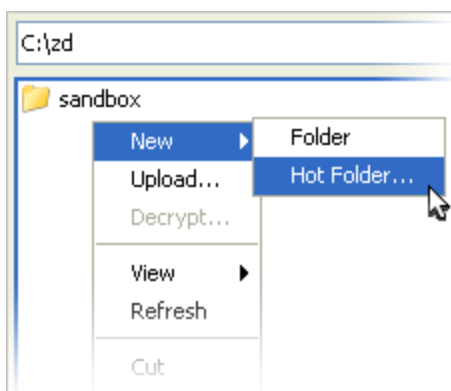 C:\zd
sandbox
New
Folder
Upload...
Hot Folder...
Decrypt...
View
Refresh
Cut